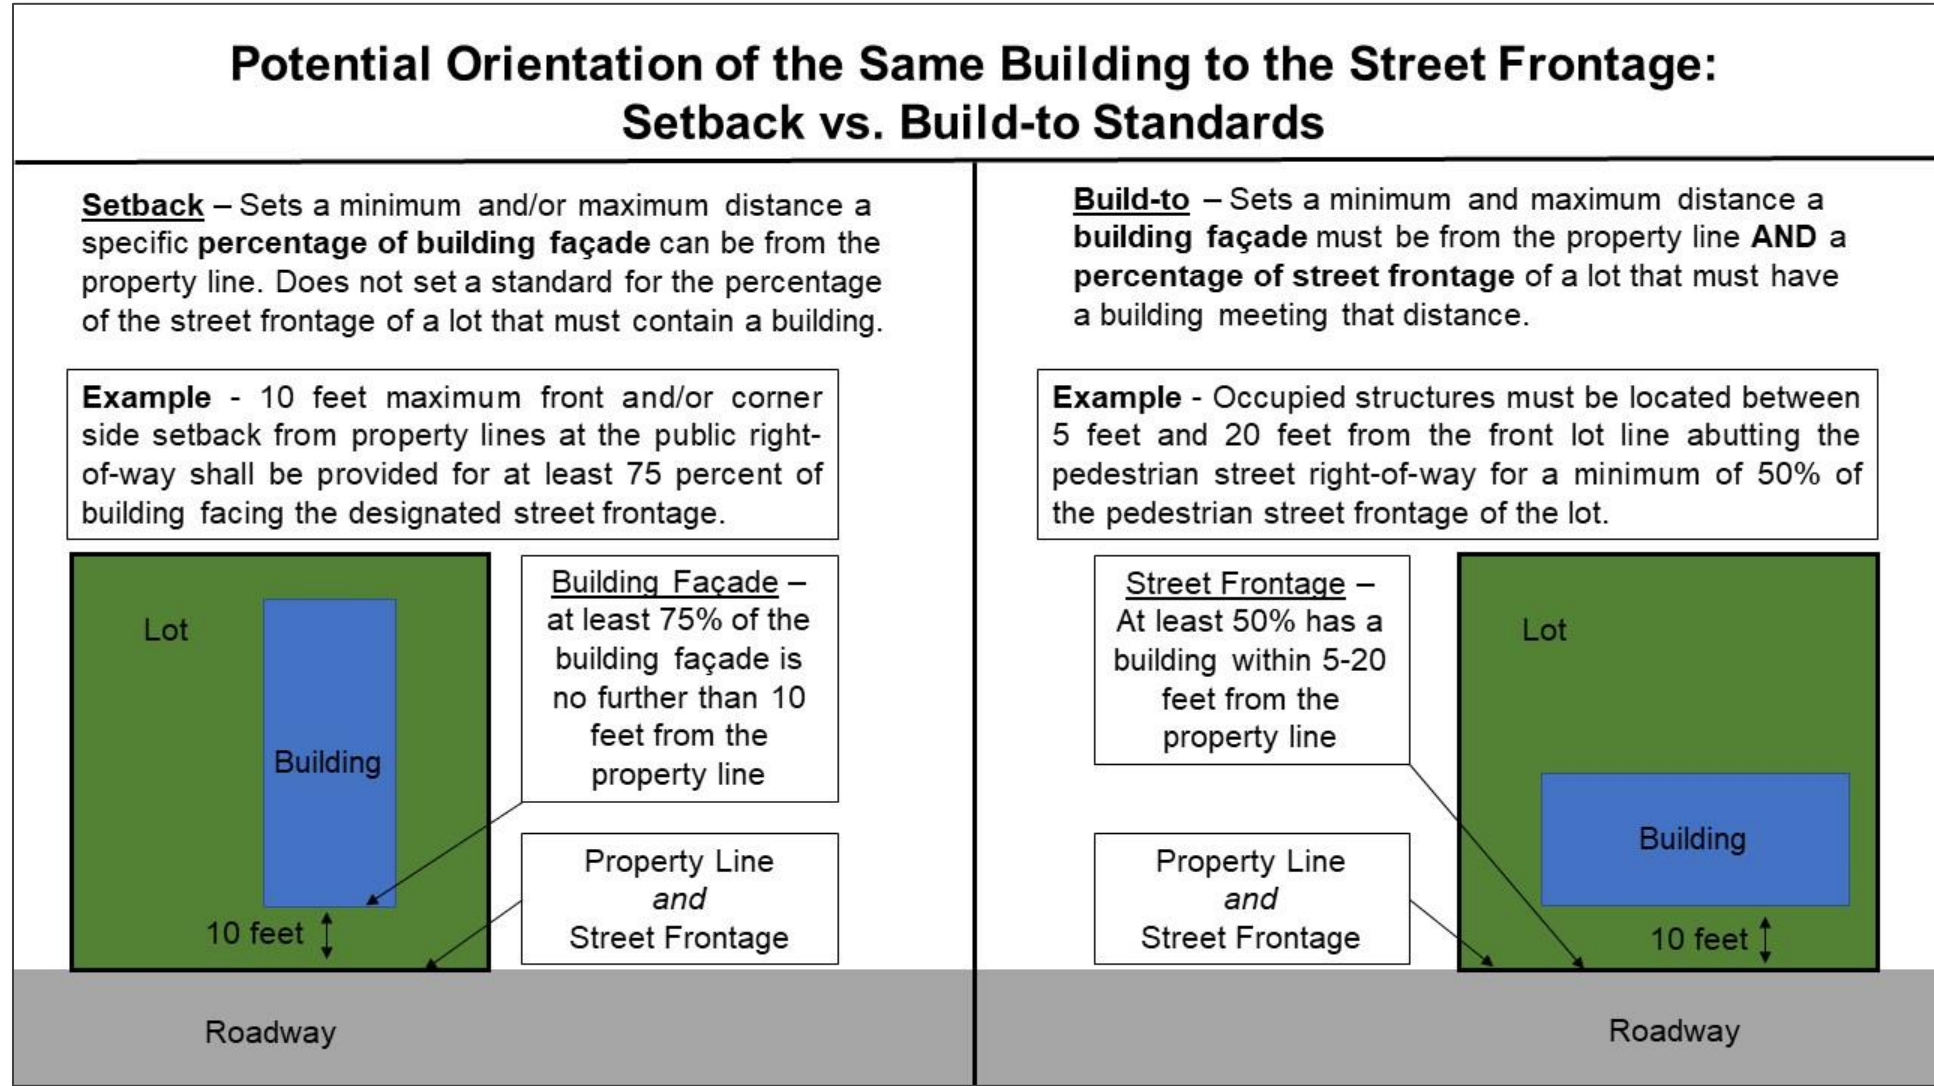 Potential Orientation of the Same Building to the Street Frontage:
Setback vs. Build-to Standards
Setback – Sets a minimum and/or maximum distance a
specific percentage of building façade can be from the
property line. Does not set a standard for the percentage
of the street frontage of a lot that must contain a building.
Example - 10 feet maximum front and/or corner
side setback from property lines at the public right-
of-way shall be provided for at least 75 percent of
building facing the designated street frontage.
Lot
Building
10 feet
Building Façade –
at least 75% of the
building façade is
no further than 10
feet from the
property line
Property Line
and
Street Frontage
Roadway
Build-to – Sets a minimum and maximum distance a
building façade must be from the property line AND a
percentage of street frontage of a lot that must have
a building meeting that distance.
Example - Occupied structures must be located between
5 feet and 20 feet from the front lot line abutting the
pedestrian street right-of-way for a minimum of 50% of
the pedestrian street frontage of the lot.
Street Frontage –
At least 50% has a
building within 5-20
feet from the
property line
Property Line
and
Street Frontage
Lot
Building
10 feet
Roadway